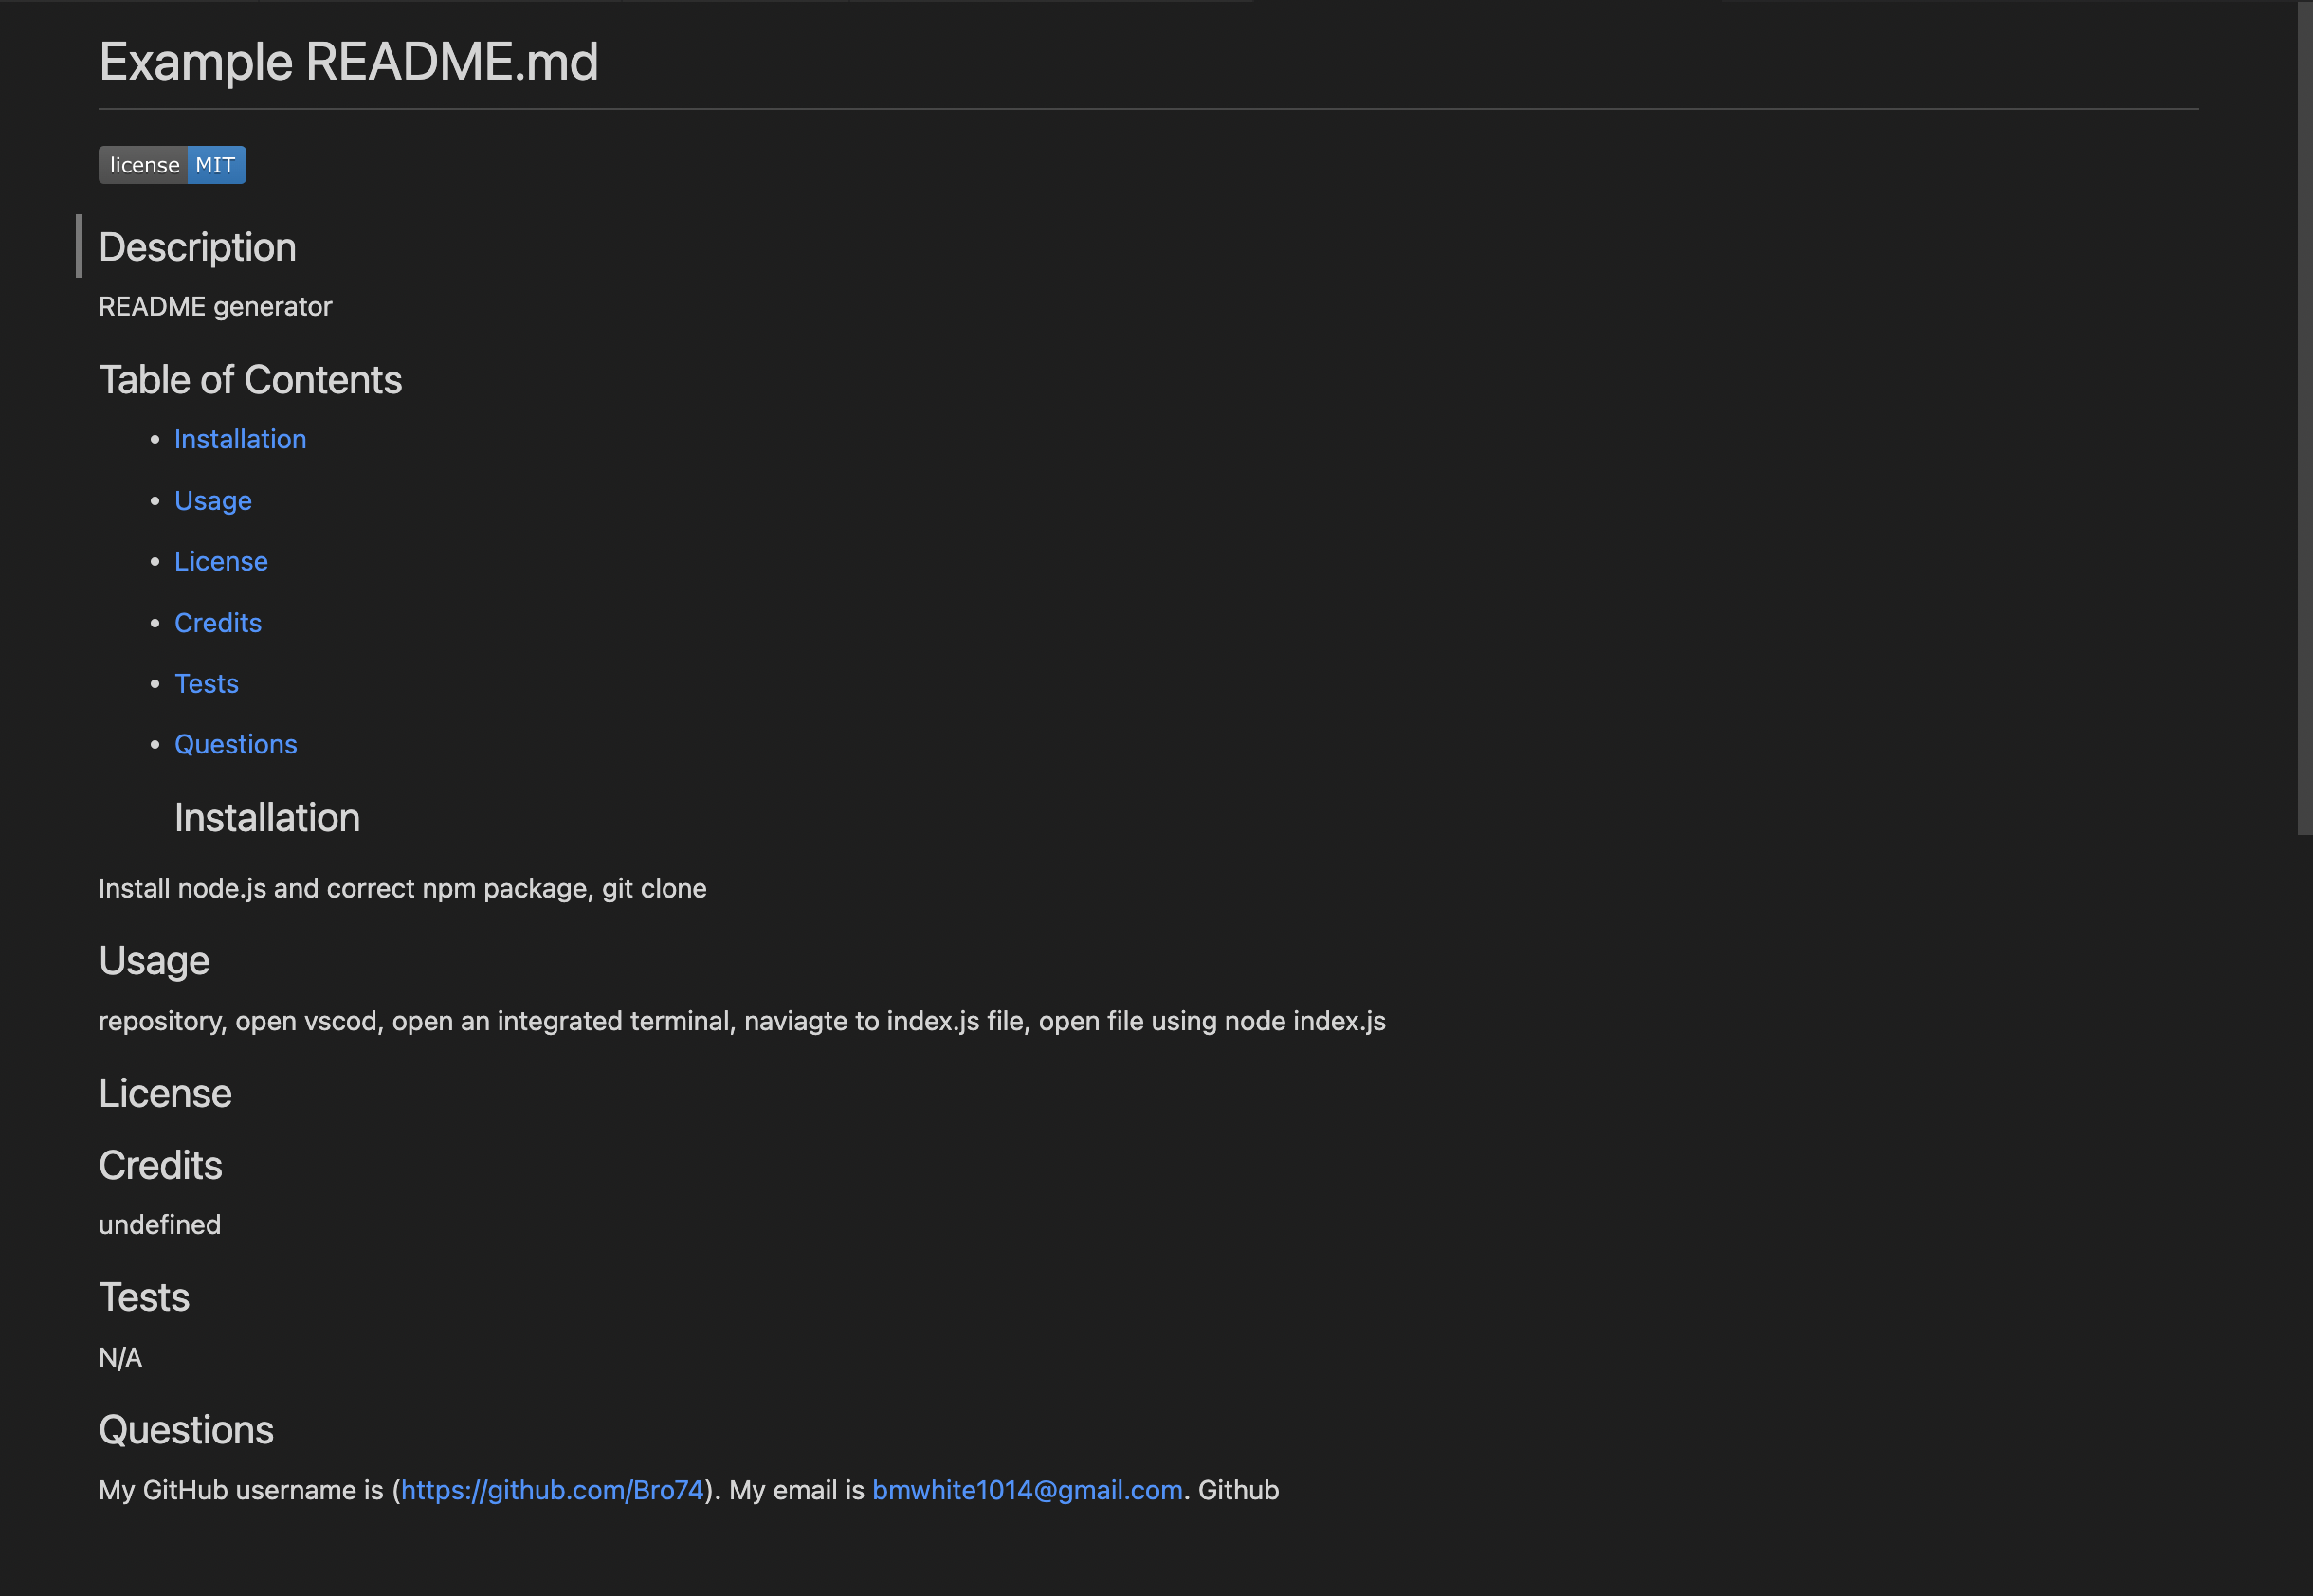 Example README.md
license MIT
Description
README generator
Table of Contents
Installation
Usage
License
Credits
Tests
Questions
Installation
Install node.js and correct npm package, git clone
Usage
repository, open vscod, open an integrated terminal, naviagte to index.js file, open file using node index.js
License
Credits
undefined
Tests
N/A
Questions
My GitHub username is (https://github.com/Bro74). My email is bmwhite1014@gmail.com. Github